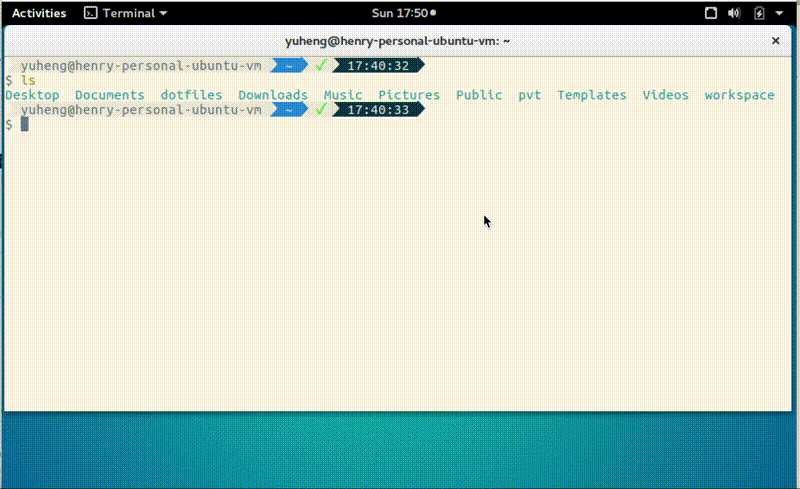 Activities Terminal Sun 17:50
yuheng@henry-personal-ubuntu-vm: ~
yuheng@henry-personal-ubuntu-vm ~ ✓ 17:40:32
$ ls
Desktop Documents dotfiles Downloads Music Pictures Public pvt Templates Videos workspace
yuheng@henry-personal-ubuntu-vm ~ ✓ 17:40:33
$